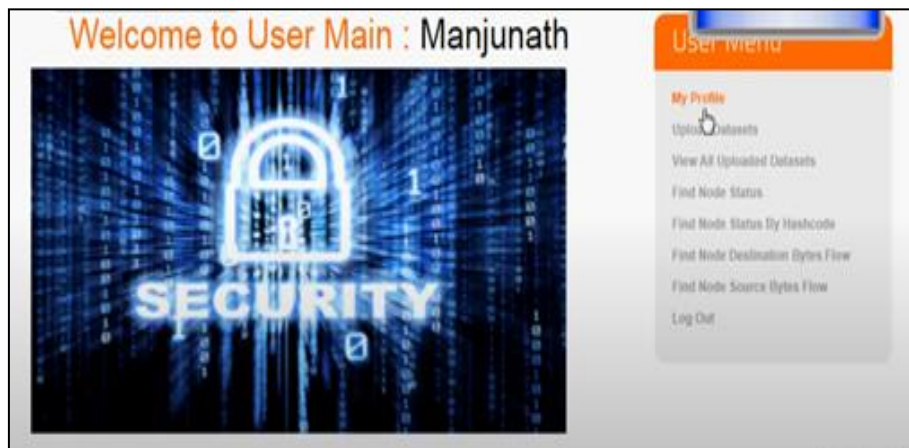 Welcome to User Main : Manjunath
SECURITY
User Menu
My Profile
Upload Datasets
View All Uploaded Datasets
Find Node Status
Find Node Status By Hashcode
Find Node Destination Bytes Flow
Find Node Source Bytes Flow
Log Out